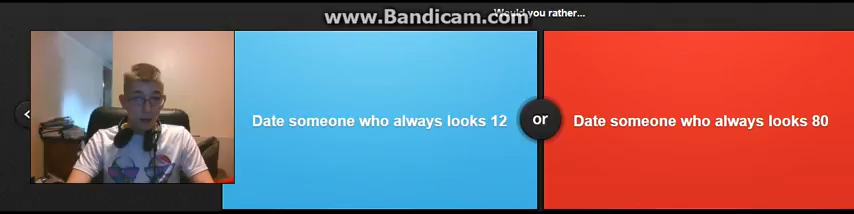 www.Bandicam.com
Would you rather...
Date someone who always looks 12
or
Date someone who always looks 80